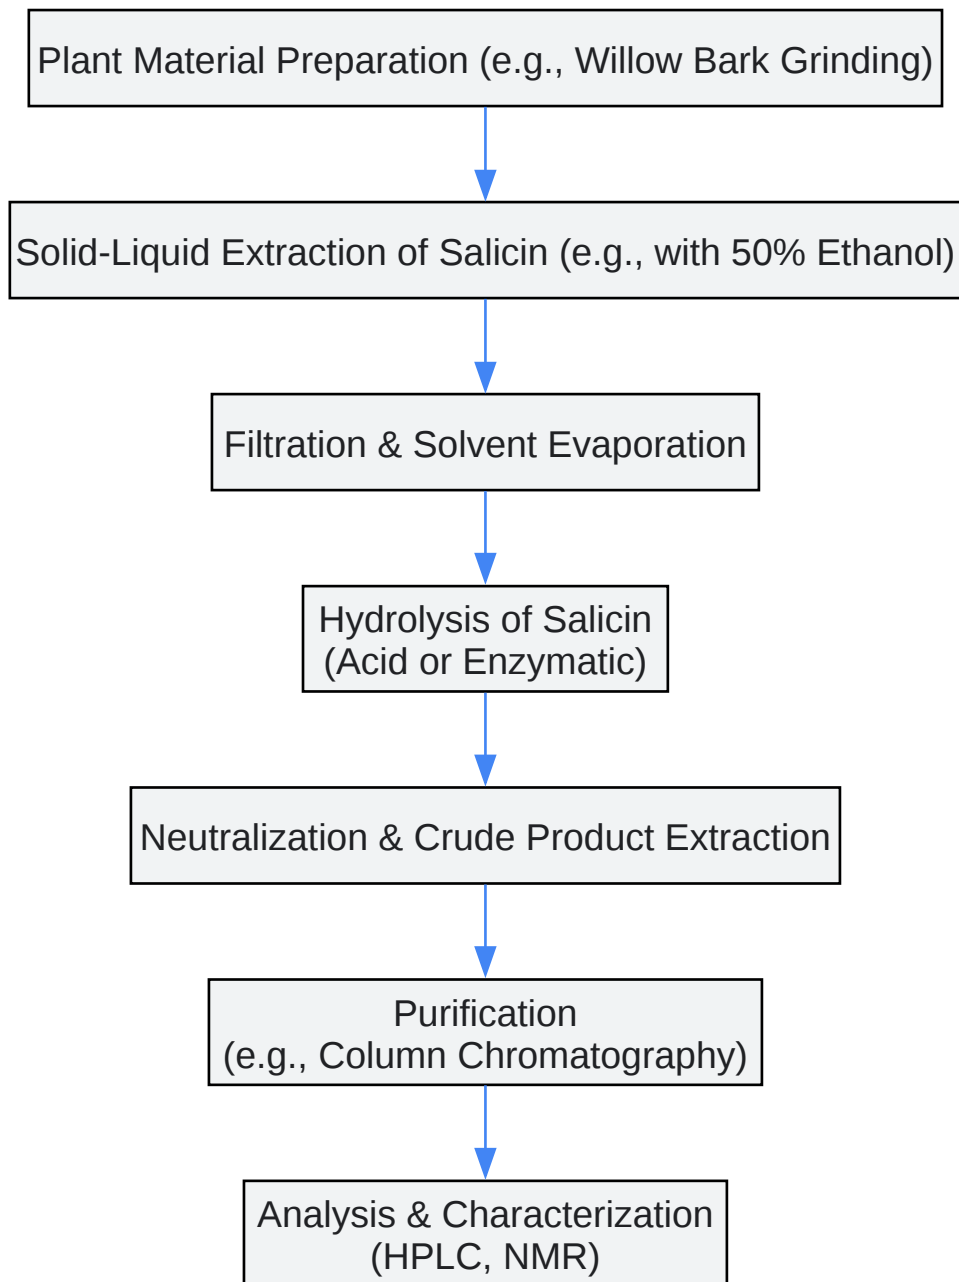 Plant Material Preparation (e.g., Willow Bark Grinding)
Solid-Liquid Extraction of Salicin (e.g., with 50% Ethanol)
Filtration & Solvent Evaporation
Hydrolysis of Salicin
(Acid or Enzymatic)
Neutralization & Crude Product Extraction
Purification
(e.g., Column Chromatography)
Analysis & Characterization
(HPLC, NMR)